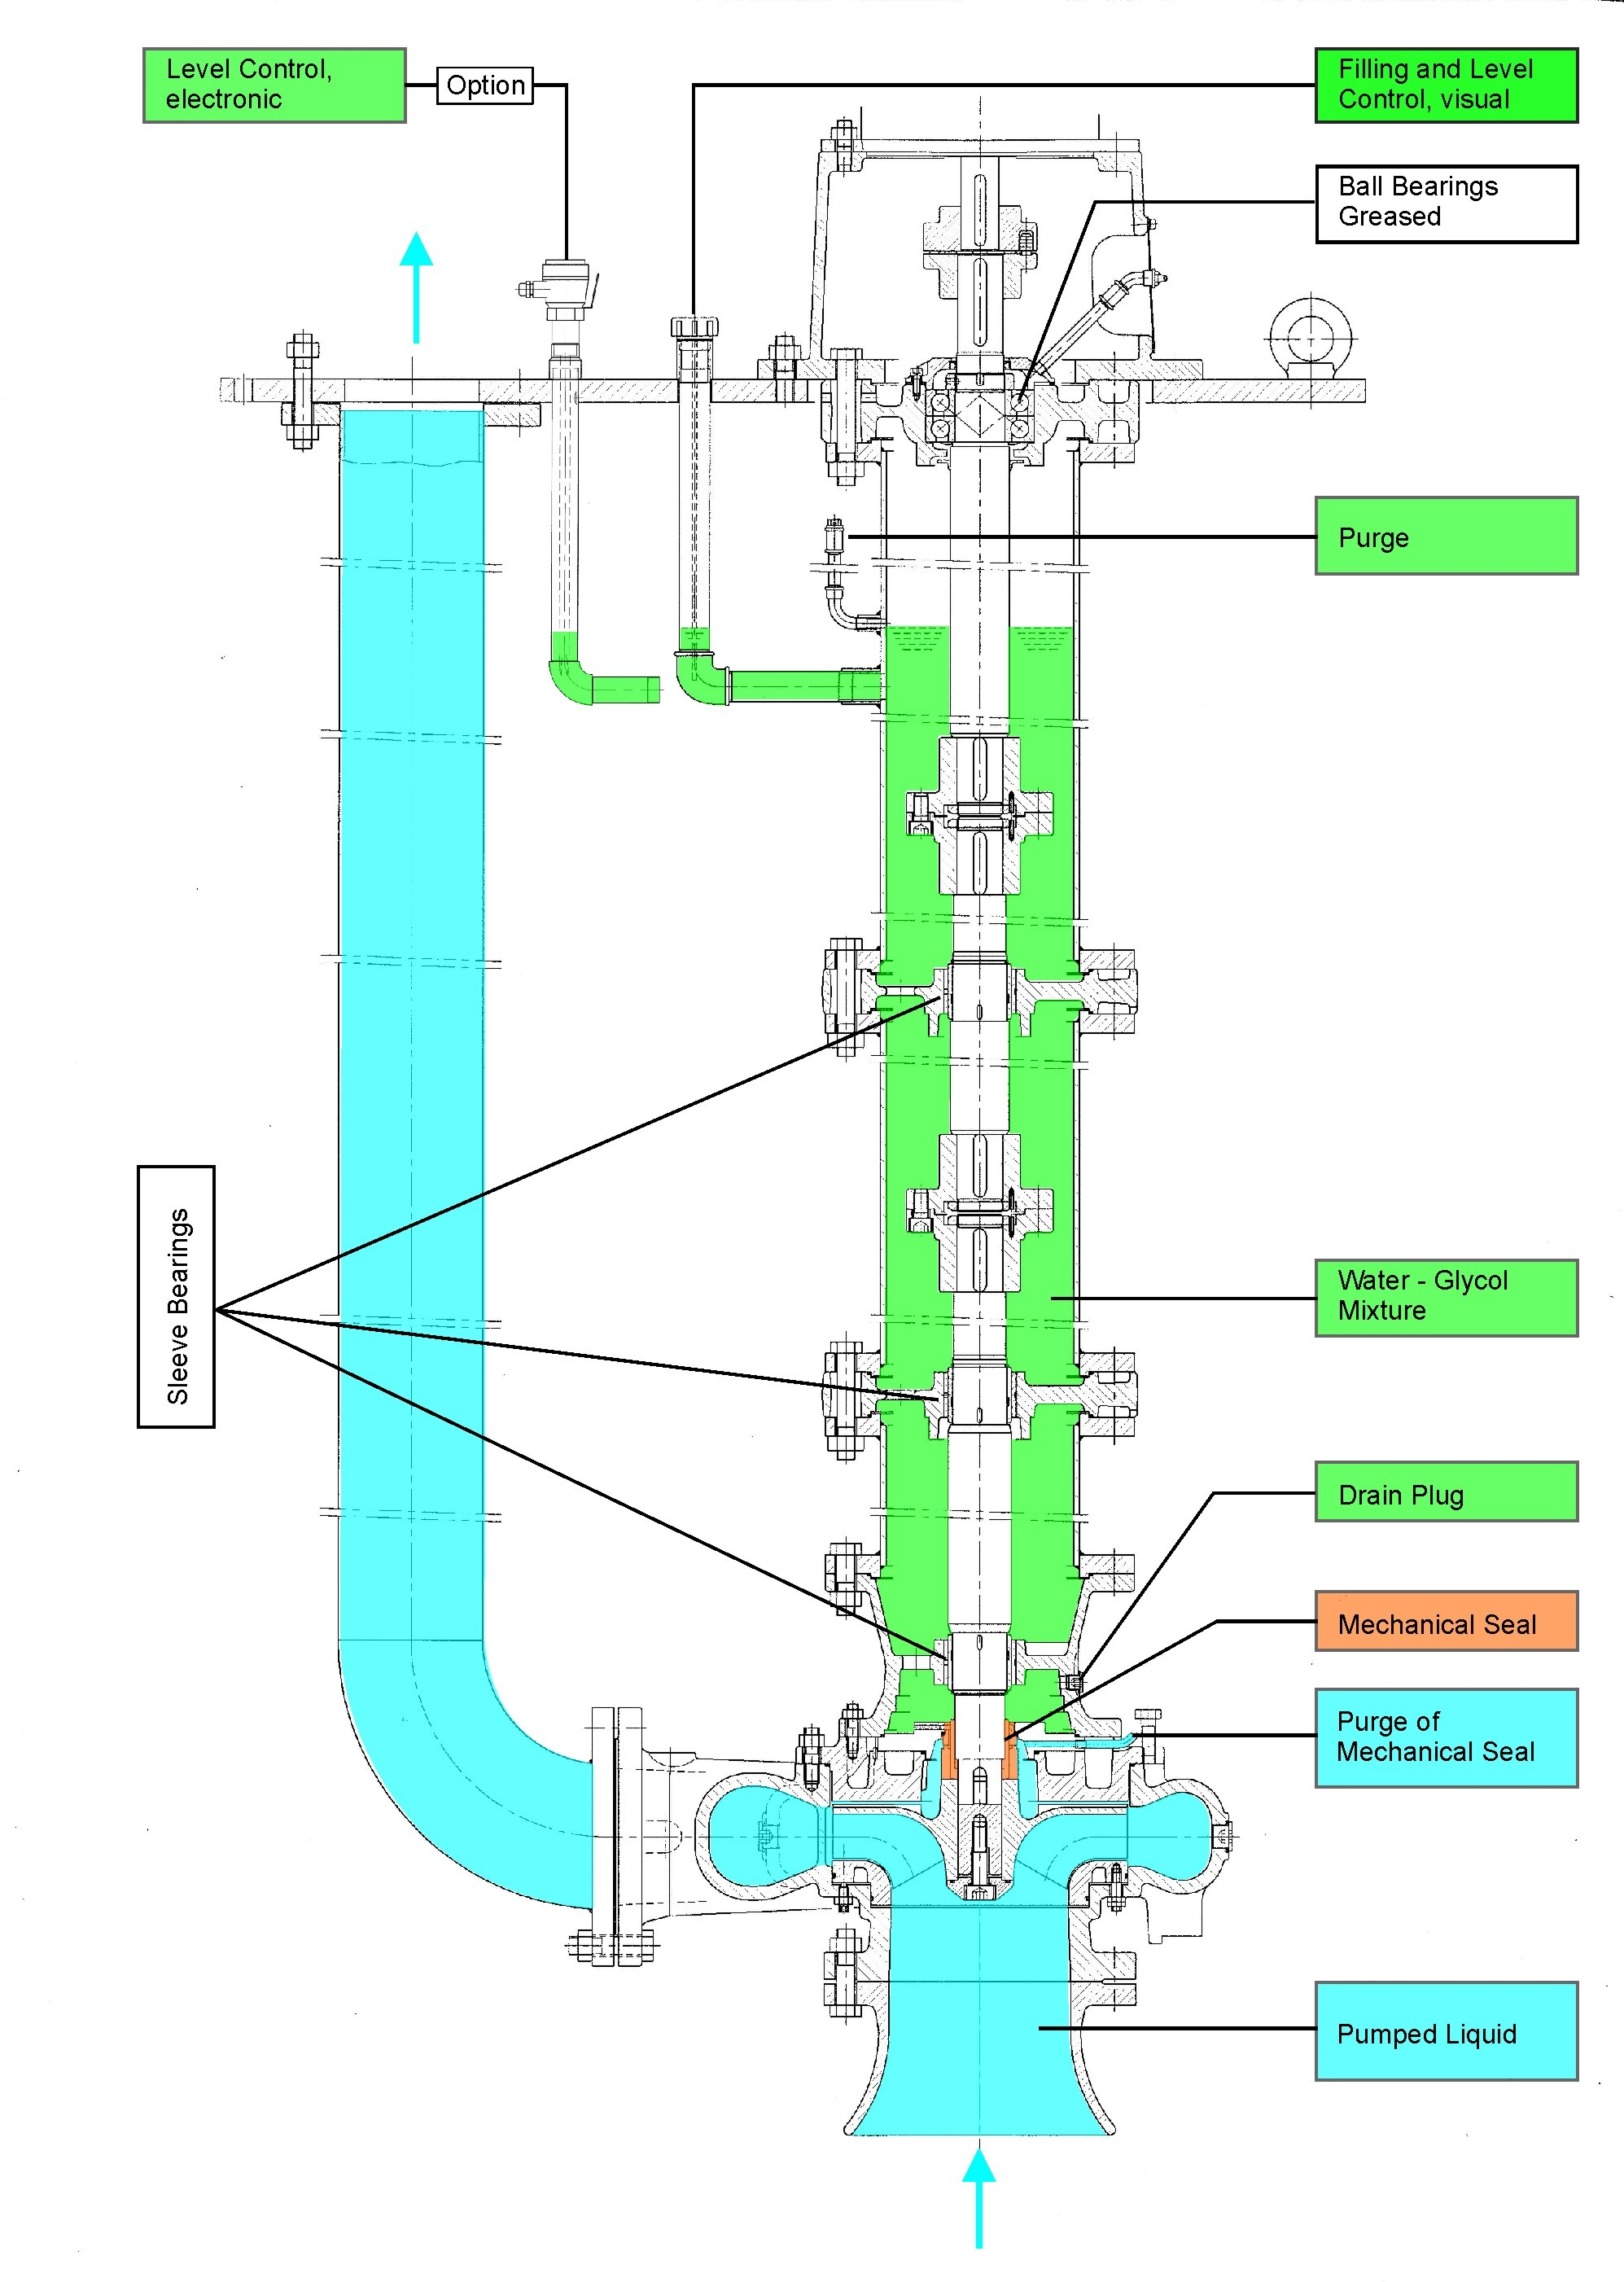 Level Control,
electronic
Option
Filling and Level
Control, visual
Ball Bearings
Greased
Purge
Sleeve Bearings
Water - Glycol
Mixture
Drain Plug
Mechanical Seal
Purge of
Mechanical Seal
Pumped Liquid